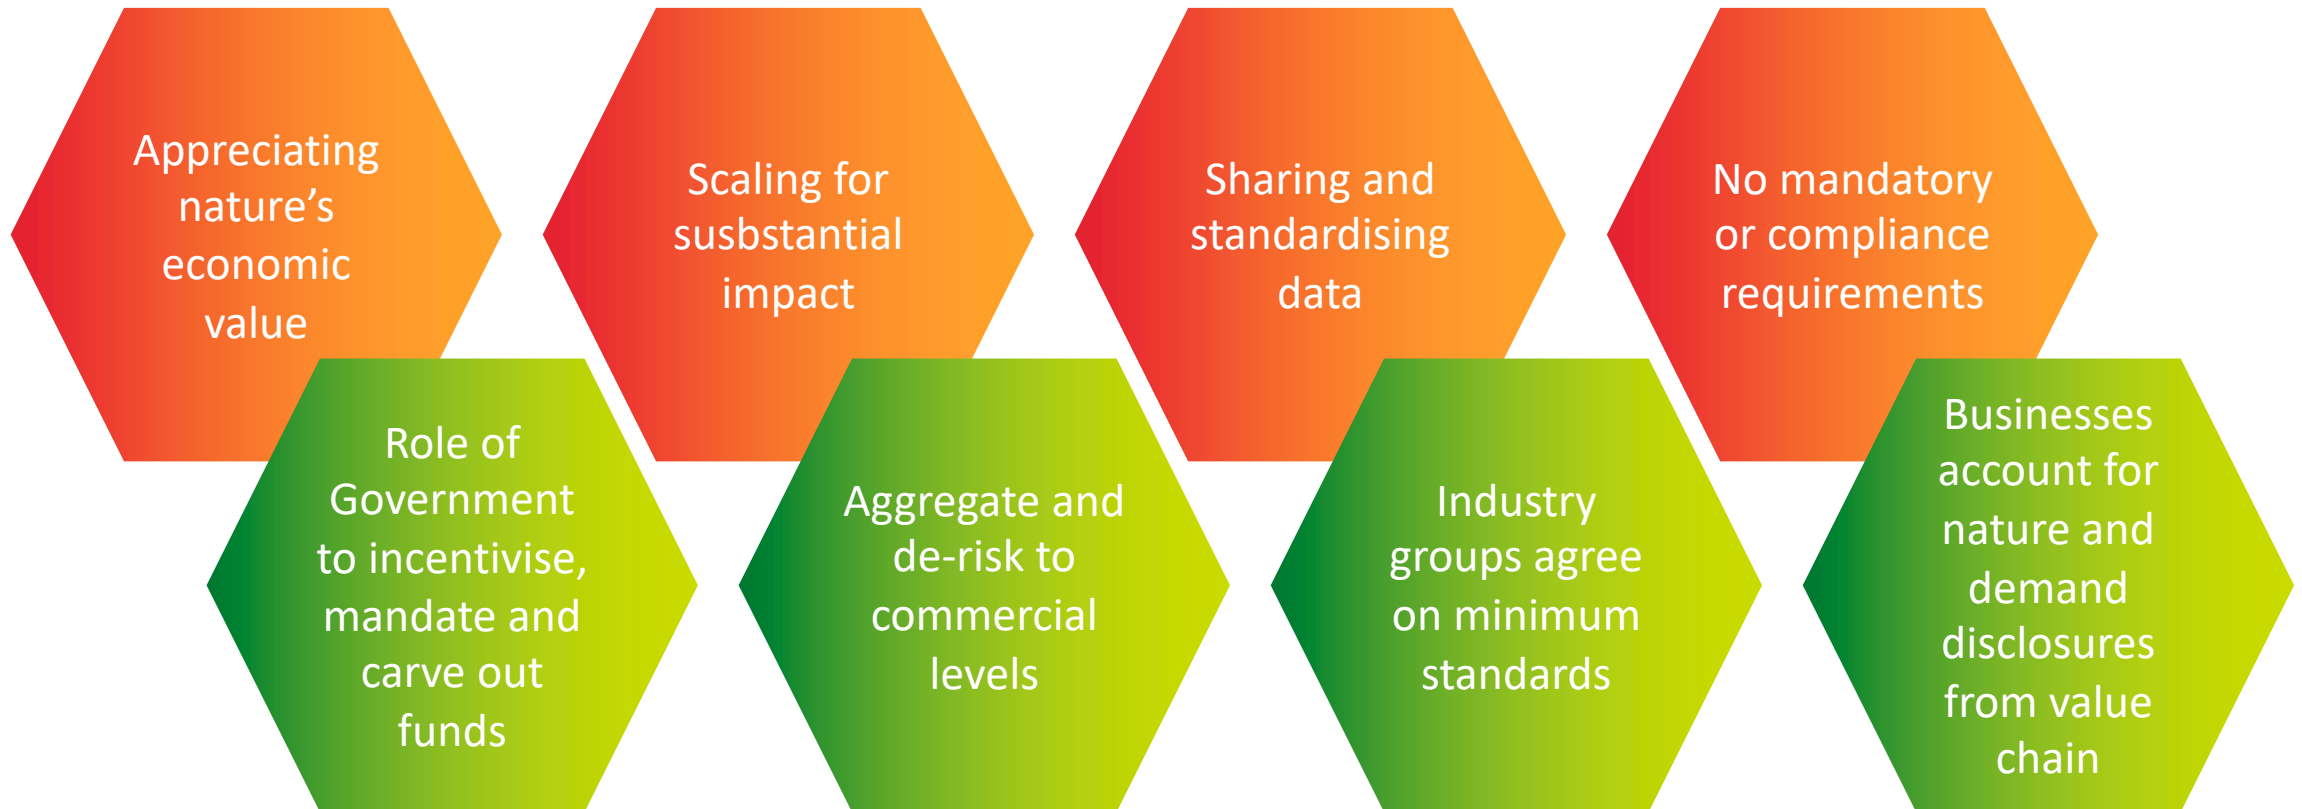 Appreciating
nature’s
economic
value
Scaling for
susbstantial
impact
Sharing and
standardising
data
No mandatory
or compliance
requirements
Role of
Government
to incentivise,
mandate and
carve out
funds
Aggregate and
de-risk to
commercial
levels
Industry
groups agree
on minimum
standards
Businesses
account for
nature and
demand
disclosures
from value
chain